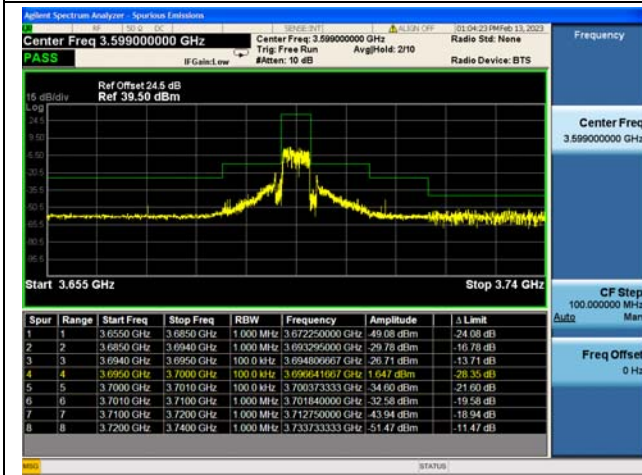 Agilent Spectrum Analyzer - Spurious Emissions
RF 50 Ω DC SENSE:INT ALIGN OFF 01:04:23 PM Feb 13, 2023
Center Freq 3.599000000 GHz
Center Freq: 3.599000000 GHz
Radio Std: None
Trig: Free Run Avg|Hold: 2/10
PASS
IFGain:Low
#Atten: 10 dB
Radio Device: BTS
Frequency
Ref Offset 24.5 dB
15 dB/div Ref 39.50 dBm
Log
24.5
9.50
-5.50
-35.5
-50.5
-65.5
-80.5
-95.5
Start 3.655 GHz
Stop 3.74 GHz
Center Freq
3.599000000 GHz
CF Step
100.000000 MHz
Auto Man
Freq Offset
0 Hz
Spur Range Start Freq Stop Freq RBW Frequency Amplitude Δ Limit
1 1 3.6550 GHz 3.6850 GHz 1.000 MHz 3.672250000 GHz -49.08 dBm -24.08 dB
2 2 3.6850 GHz 3.6940 GHz 1.000 MHz 3.693295000 GHz -29.78 dBm -16.78 dB
3 3 3.6940 GHz 3.6950 GHz 100.0 kHz 3.694806667 GHz -26.71 dBm -13.71 dB
4 4 3.6950 GHz 3.7000 GHz 100.0 kHz 3.696641667 GHz 1.647 dBm -28.35 dB
5 5 3.7000 GHz 3.7010 GHz 100.0 kHz 3.700373333 GHz -34.60 dBm -21.60 dB
6 6 3.7010 GHz 3.7100 GHz 1.000 MHz 3.701840000 GHz -32.58 dBm -19.58 dB
7 7 3.7100 GHz 3.7200 GHz 1.000 MHz 3.712750000 GHz -43.94 dBm -18.94 dB
8 8 3.7200 GHz 3.7400 GHz 1.000 MHz 3.733733333 GHz -51.47 dBm -11.47 dB
MSG
STATUS